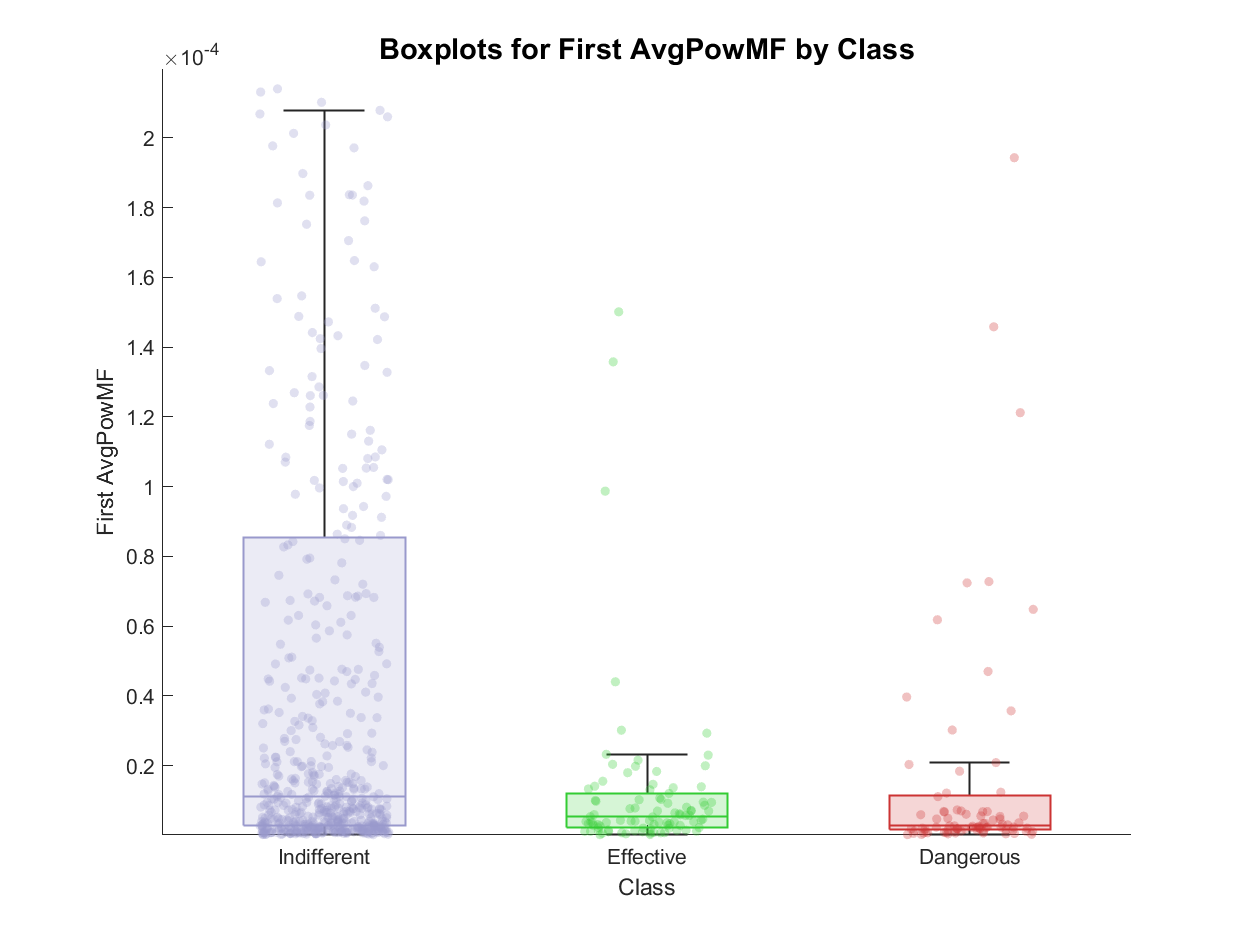 Boxplots for First AvgPowMF by Class
×10⁻⁴
2
1.8
1.6
1.4
1.2
1
0.8
0.6
0.4
0.2
First AvgPowMF
Indifferent Effective Dangerous
Class